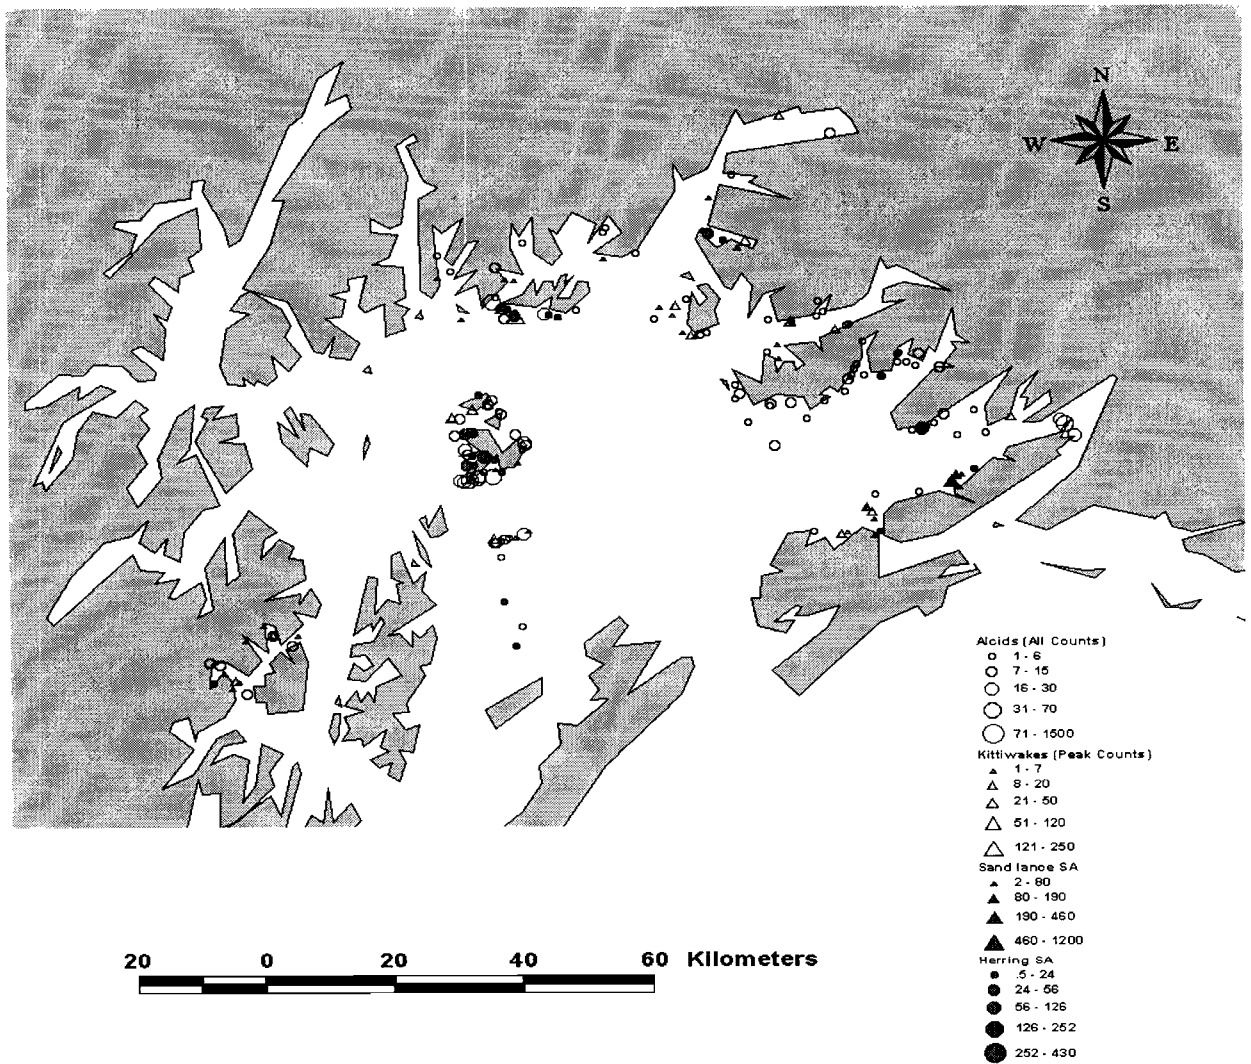 N
W E
S
Alcids (All Counts)
1 - 6
7 - 15
16 - 30
31 - 70
71 - 1500
Kittiwakes (Peak Counts)
1 - 7
8 - 20
21 - 50
51 - 120
121 - 250
Sand lance SA
2 - 80
80 - 190
190 - 460
460 - 1200
Herring SA
.5 - 24
24 - 56
56 - 126
126 - 252
252 - 430
20 0 20 40 60 Kilometers